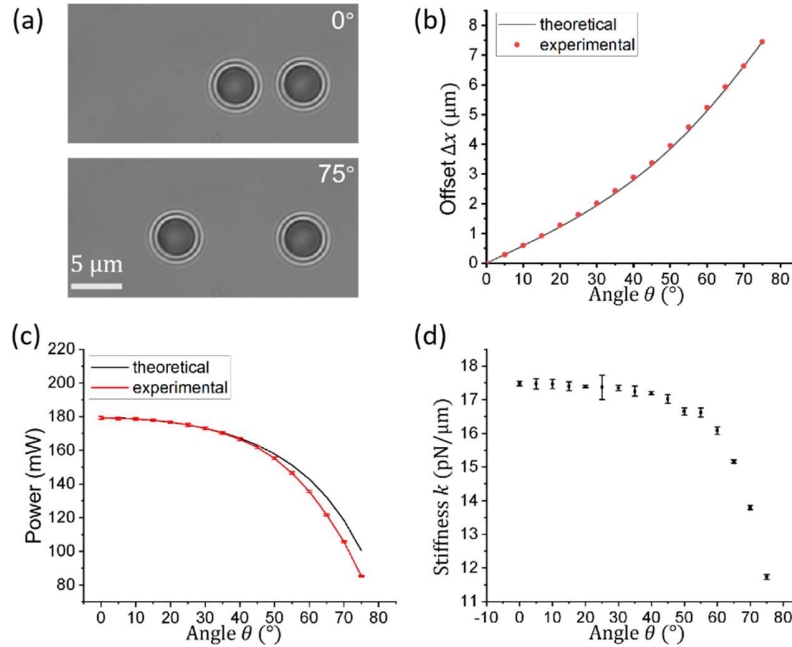 (a)
0°
75°
5 μm
(b)
theoretical
experimental
Offset Δx (μm)
8
7
6
5
4
3
2
1
0
0 10 20 30 40 50 60 70 80
Angle θ (°)
(c)
theoretical
experimental
Power (mW)
220
200
180
160
140
120
100
80
0 10 20 30 40 50 60 70 80
Angle θ (°)
(d)
Stiffness k (pN/μm)
18
17
16
15
14
13
12
11
-10 0 10 20 30 40 50 60 70 80
Angle θ (°)